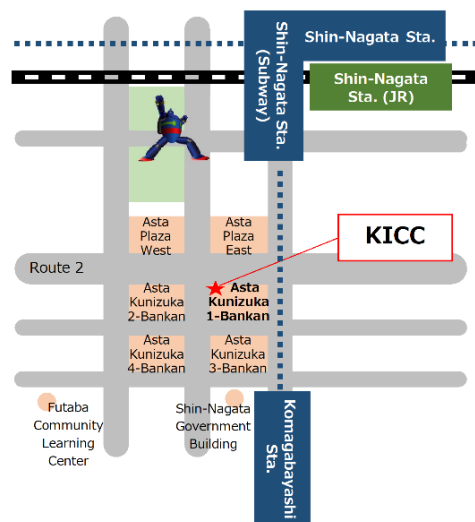 Shin-Nagata Sta.
Shin-Nagata Sta.
(Subway)
Shin-Nagata
Sta. (JR)
Asta
Plaza
West
Asta
Plaza
East
KICC
Route 2
Asta
Kunizuka
2-Bankan
Asta
Kunizuka
1-Bankan
Asta
Kunizuka
4-Bankan
Asta
Kunizuka
3-Bankan
Futaba
Community
Learning
Center
Shin-Nagata
Government
Building
Komagabayashi
Sta.